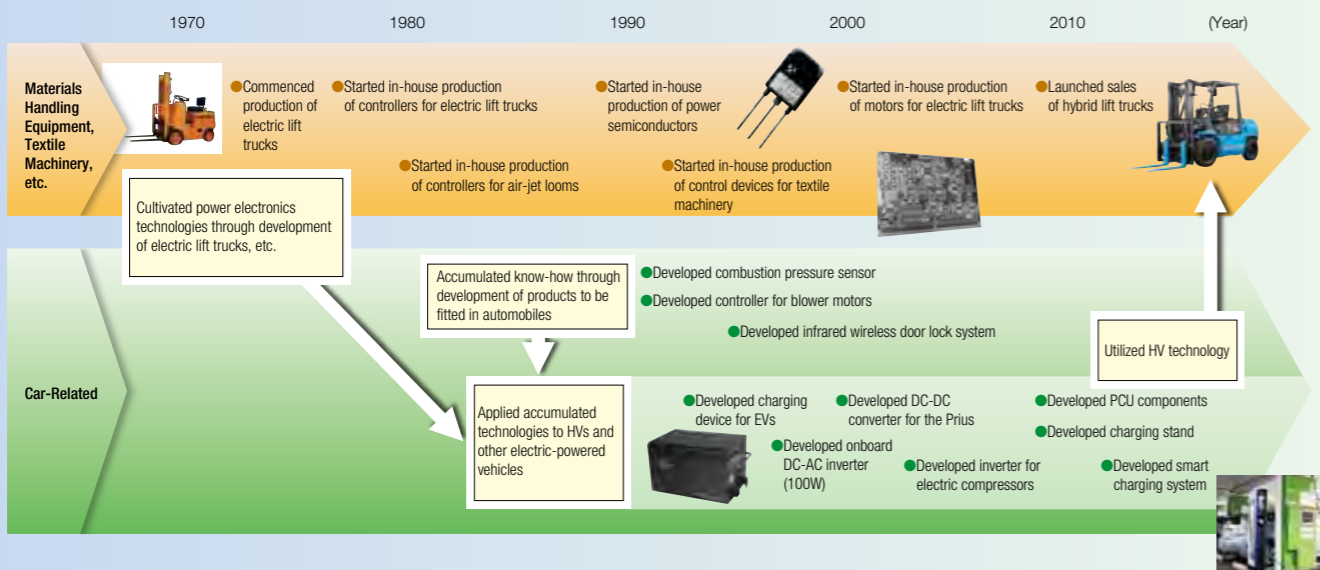 1970 1980 1990 2000 2010 (Year)
Materials
Handling
Equipment,
Textile
Machinery,
etc.
●Commenced
production of
electric lift
trucks
●Started in-house production
of controllers for electric lift trucks
●Started in-house
production of power
semiconductors
●Started in-house production
of motors for electric lift trucks
●Launched sales
of hybrid lift trucks
●Started in-house production
of controllers for air-jet looms
●Started in-house production
of control devices for textile
machinery
Cultivated power electronics
technologies through development
of electric lift trucks, etc.
Car-Related
Accumulated know-how through
development of products to be
fitted in automobiles
●Developed combustion pressure sensor
●Developed controller for blower motors
●Developed infrared wireless door lock system
Utilized HV technology
Applied accumulated
technologies to HVs and
other electric-powered
vehicles
●Developed charging
device for EVs
●Developed DC-DC
converter for the Prius
●Developed PCU components
●Developed charging stand
●Developed onboard
DC-AC inverter
(100W)
●Developed inverter for
electric compressors
●Developed smart
charging system